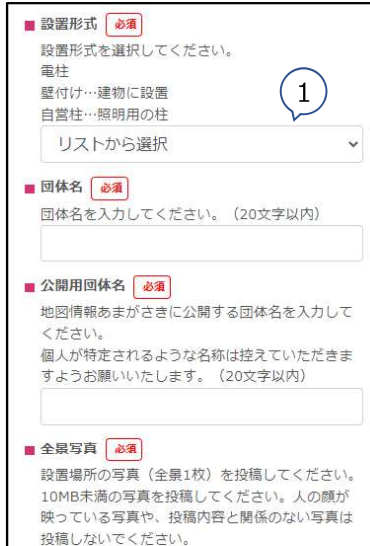 設置形式 必須
設置形式を選択してください。
電柱
壁付け…建物に設置
自営柱…照明用の柱
1
リストから選択
団体名 必須
団体名を入力してください。（20文字以内）
公開用団体名 必須
地図情報あまがさきに公開する団体名を入力して
ください。
個人が特定されるような名称は控えていただきま
すようお願いいたします。（20文字以内）
全景写真 必須
設置場所の写真（全景1枚）を投稿してください。
10MB未満の写真を投稿してください。人の顔が
映っている写真や、投稿内容と関係のない写真は
投稿しないでください。